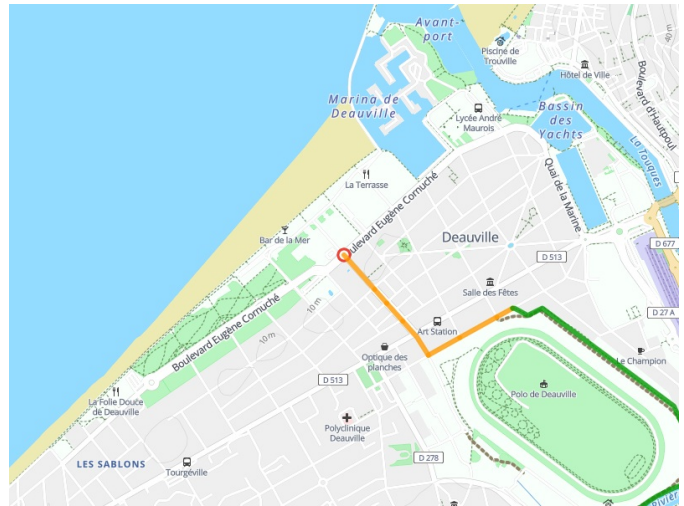 Avant-
port
Piscine de
Trouville
Hôtel de Ville
Boulevard d'Hautpoul
40 m
Marina de
Deauville
Lycée André
Maurois
Bassin
des
Yachts
La Touques
La Terrasse
Quai de la Marine
Boulevard Eugène Cornuché
Bar de la Mer
Deauville
D 677
D 513
Salle des Fêtes
10 m
D 27 A
Art Station
Boulevard Eugène Cornuché
10 m
Optique des
planches
Le Champion
D 513
Polo de Deauville
La Folie Douce
de Deauville
Polyclinique
Deauville
D 278
LES SABLONS
Tourgéville